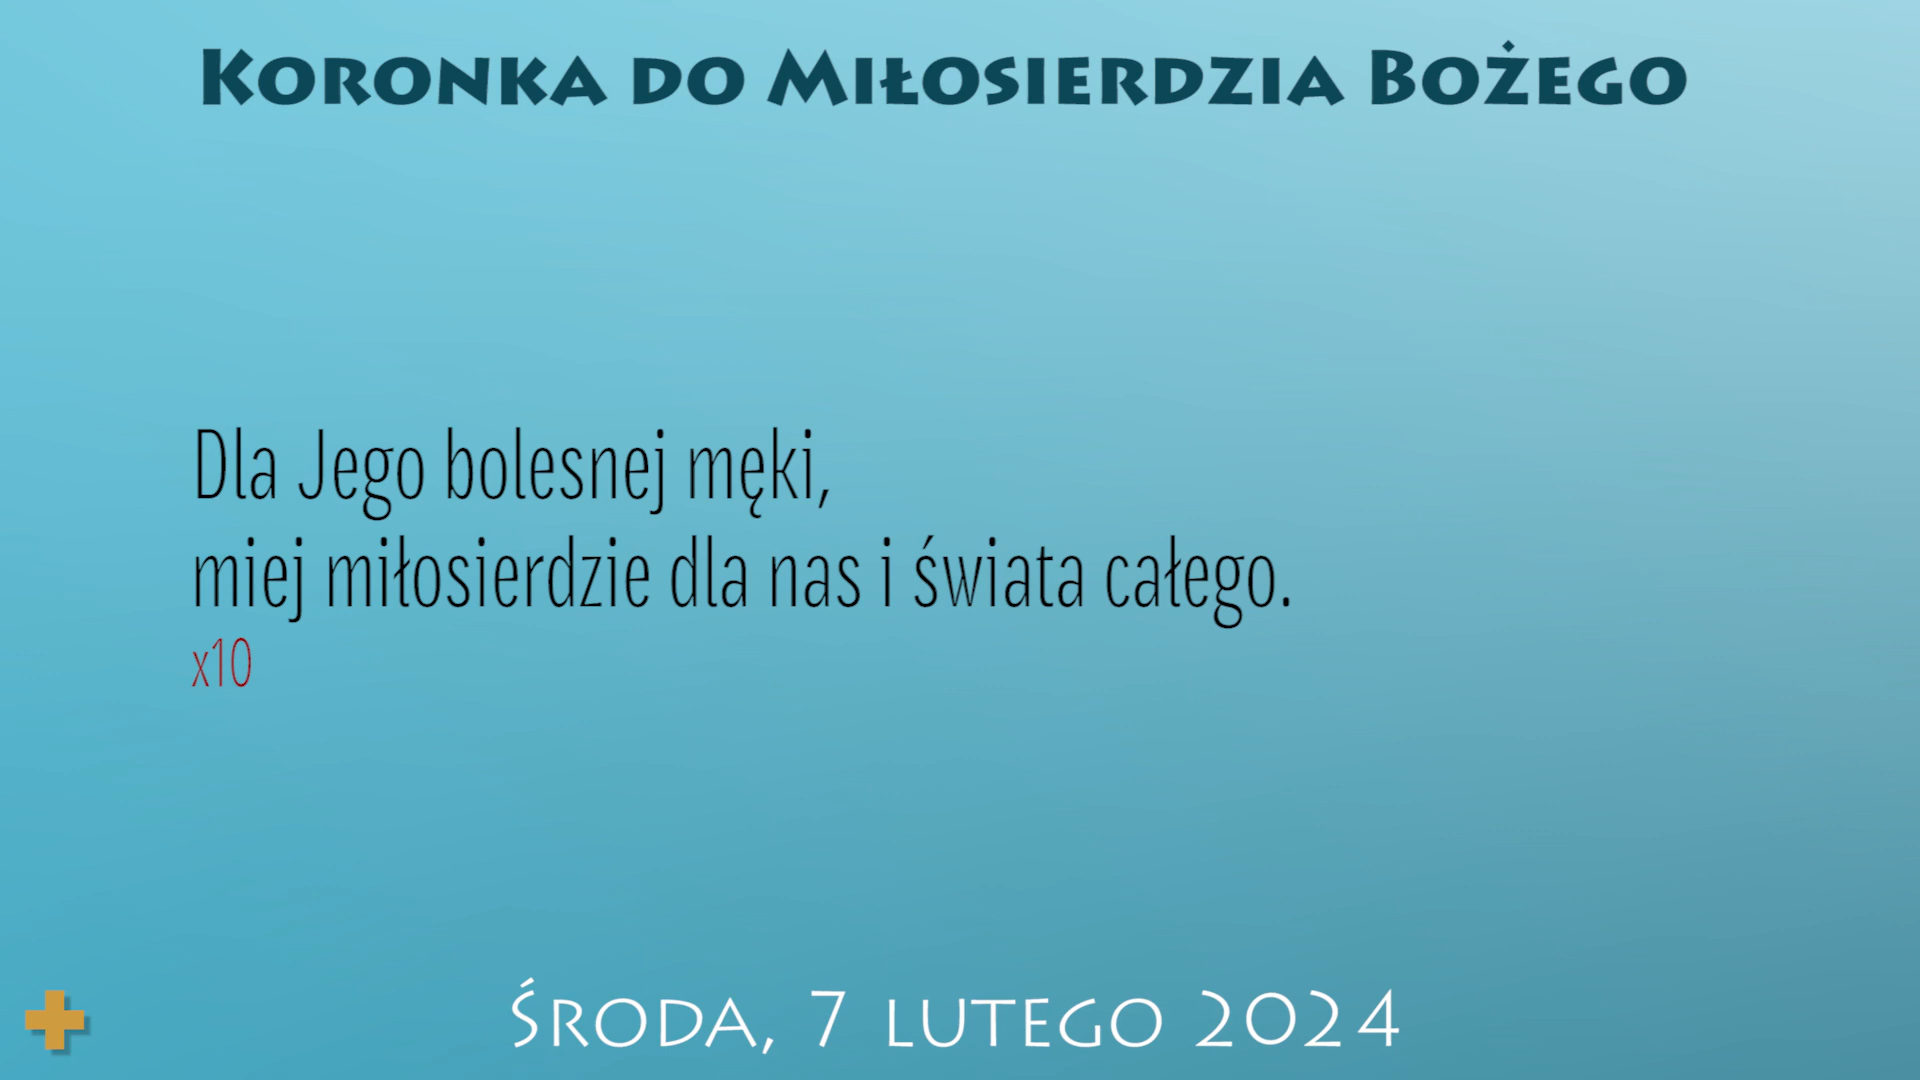 Koronka do Miłosierdzia Bożego
Dla Jego bolesnej męki,
miej miłosierdzie dla nas i świata całego.
x10
Środa, 7 lutego 2024